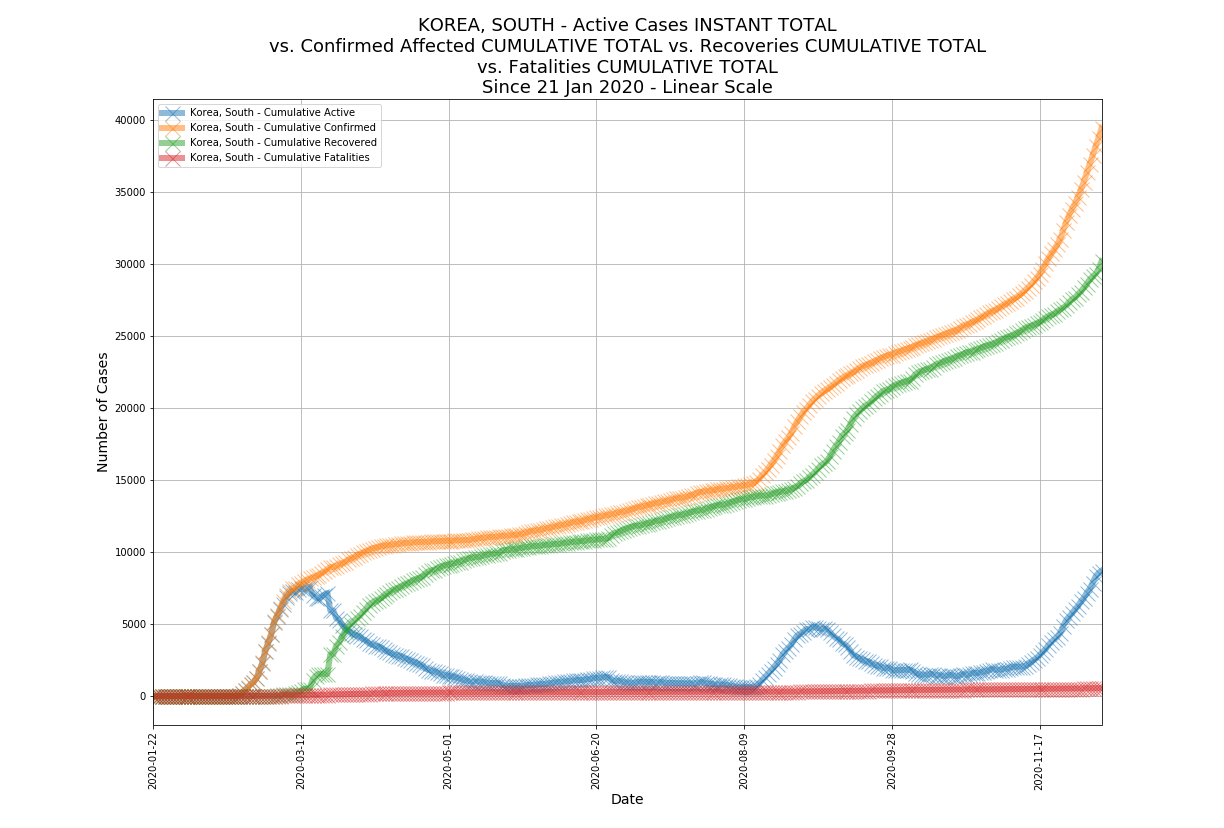 KOREA, SOUTH - Active Cases INSTANT TOTAL
vs. Confirmed Affected CUMULATIVE TOTAL vs. Recoveries CUMULATIVE TOTAL
vs. Fatalities CUMULATIVE TOTAL
Since 21 Jan 2020 - Linear Scale
Korea, South - Cumulative Active
Korea, South - Cumulative Confirmed
Korea, South - Cumulative Recovered
Korea, South - Cumulative Fatalities
Number of Cases
40000
35000
30000
25000
20000
15000
10000
5000
0
2020-01-22
2020-03-12
2020-05-01
2020-06-20
2020-08-09
2020-09-28
2020-11-17
Date